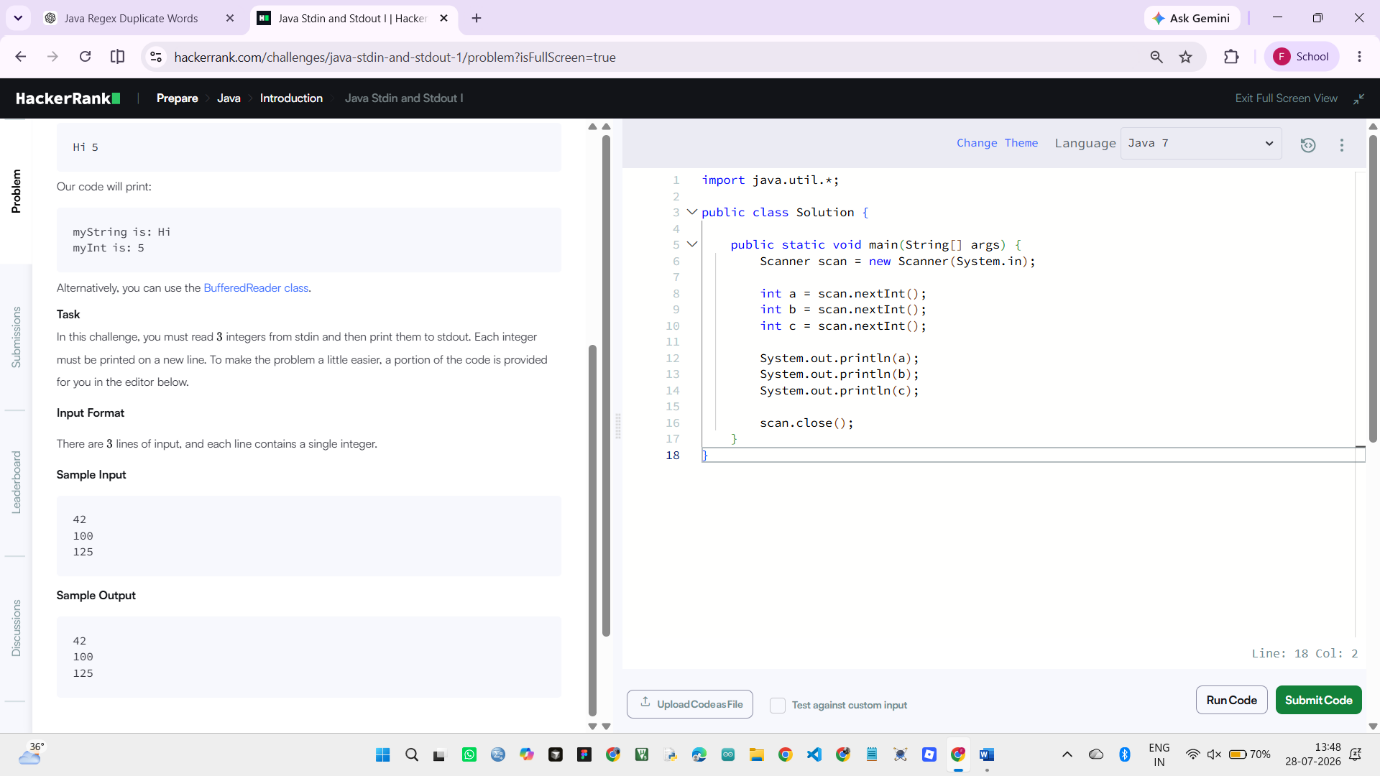 Java Regex Duplicate Words
Java Stdin and Stdout I | Hacker
Ask Gemini
hackerrank.com/challenges/java-stdin-and-stdout-1/problem?isFullScreen=true
F School
HackerRank
Prepare
Java
Introduction
Java Stdin and Stdout I
Exit Full Screen View
Problem
Submissions
Leaderboard
Discussions
Hi 5
Our code will print:
myString is: Hi
myInt is: 5
Alternatively, you can use the BufferedReader class.
Task
In this challenge, you must read 3 integers from stdin and then print them to stdout. Each integer
must be printed on a new line. To make the problem a little easier, a portion of the code is provided
for you in the editor below.
Input Format
There are 3 lines of input, and each line contains a single integer.
Sample Input
42
100
125
Sample Output
42
100
125
Change Theme Language Java 7
1 import java.util.*;
2
3 public class Solution {
4
5 public static void main(String[] args) {
6 Scanner scan = new Scanner(System.in);
7
8 int a = scan.nextInt();
9 int b = scan.nextInt();
10 int c = scan.nextInt();
11
12 System.out.println(a);
13 System.out.println(b);
14 System.out.println(c);
15
16 scan.close();
17 }
18 }
Line: 18 Col: 2
Upload Code as File
Test against custom input
Run Code
Submit Code
36°
ENG
IN
70%
13:48
28-07-2026